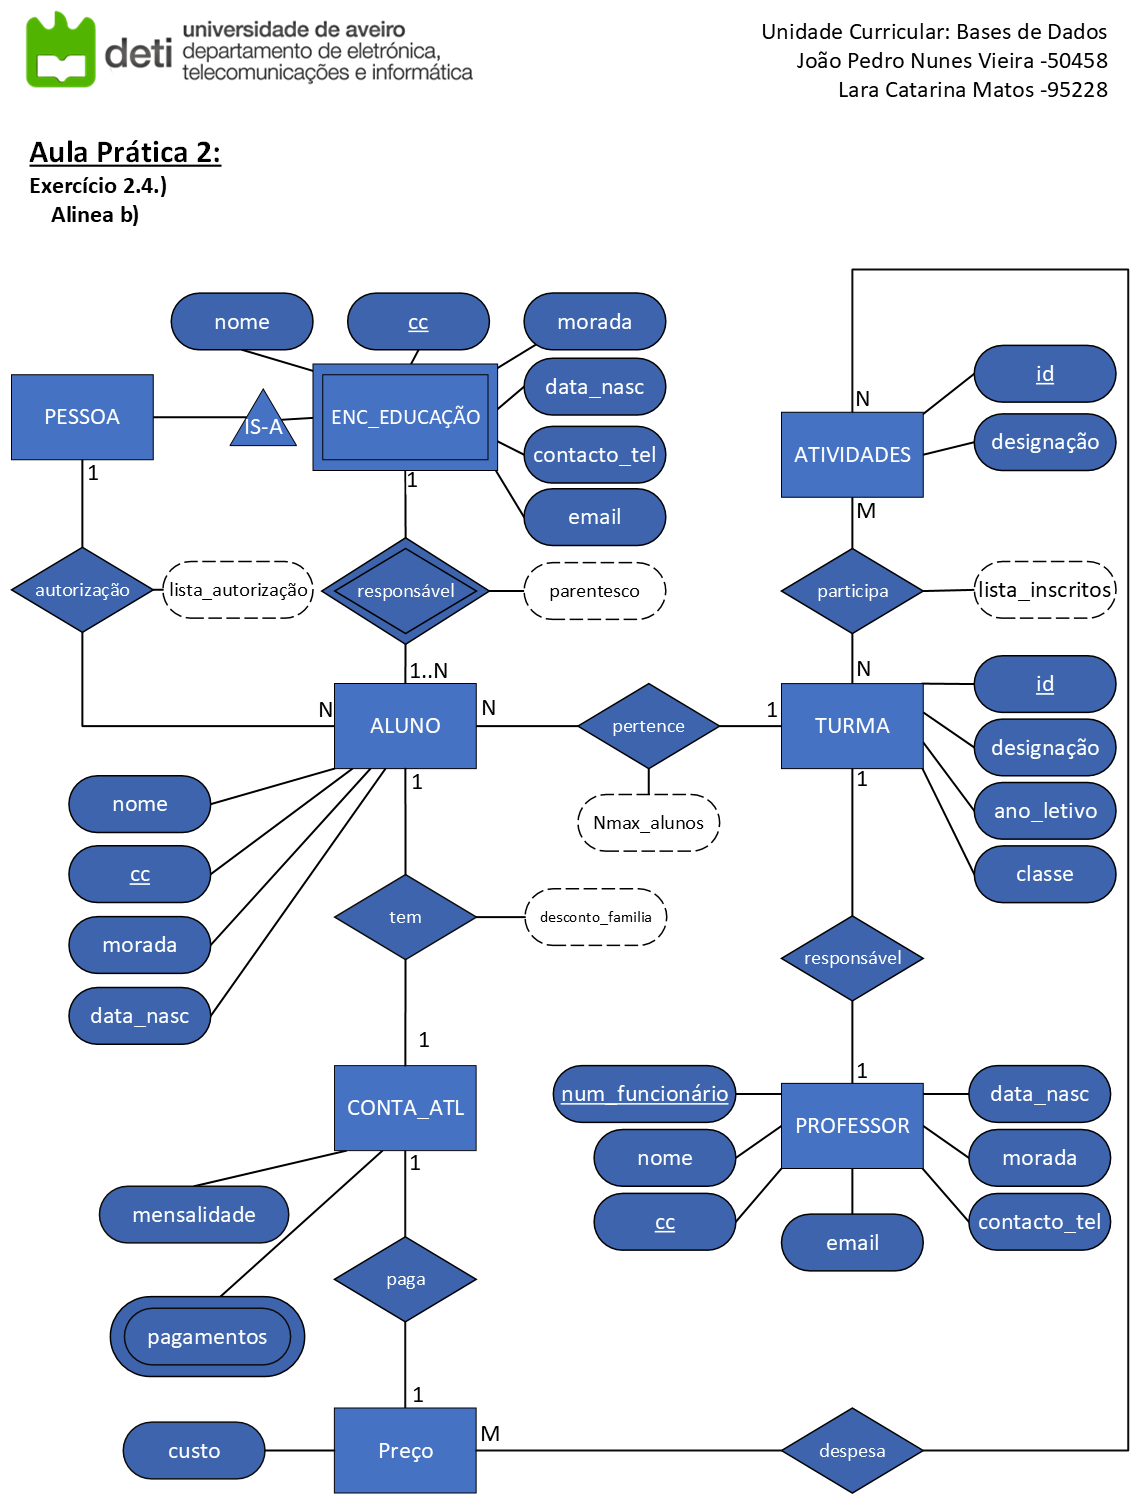 deti
universidade de aveiro
departamento de eletrónica,
telecomunicações e informática
Unidade Curricular: Bases de Dados
João Pedro Nunes Vieira -50458
Lara Catarina Matos -95228
Aula Prática 2:
Exercício 2.4.)
Alinea b)
nome
cc
morada
data_nasc
contacto_tel
email
PESSOA
IS-A
ENC_EDUCAÇÃO
1
1
N
ATIVIDADES
id
designação
M
autorização
lista_autorização
responsável
parentesco
participa
lista_inscritos
N
1..N
N
ALUNO
N
pertence
1
TURMA
id
designação
ano_letivo
classe
Nmax_alunos
nome
cc
morada
data_nasc
1
1
tem
desconto_familia
responsável
1
1
CONTA_ATL
num_funcionário
nome
cc
PROFESSOR
data_nasc
morada
contacto_tel
email
1
mensalidade
pagamentos
paga
1
custo
Preço
M
despesa